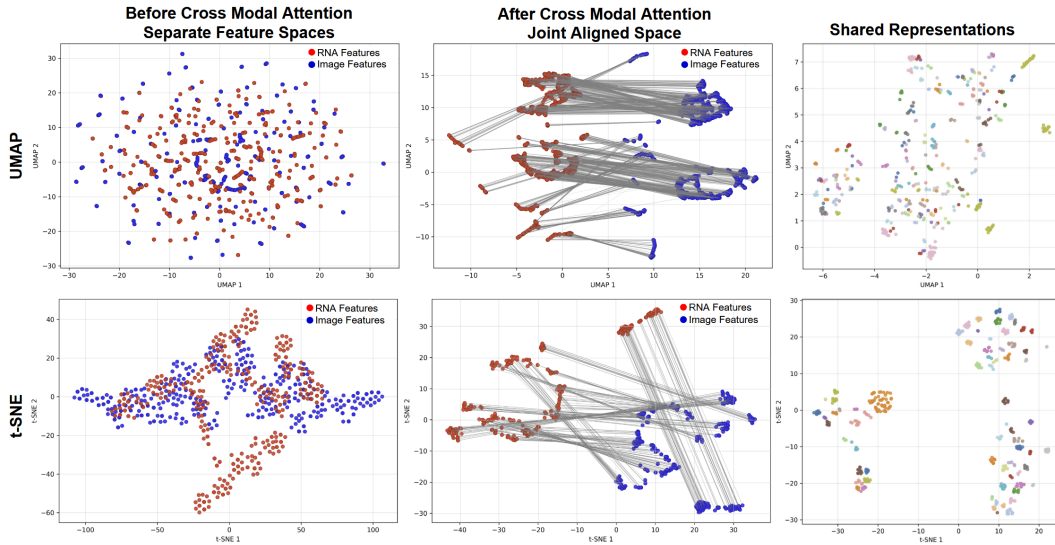 Before Cross Modal Attention
Separate Feature Spaces
After Cross Modal Attention
Joint Aligned Space
Shared Representations
UMAP
UMAP 2
30
20
10
0
−10
−20
−30
RNA Features
Image Features
−30
−20
−10
0
10
20
30
UMAP 1
UMAP 2
15
10
5
0
−5
−10
RNA Features
Image Features
−10
−5
0
5
10
15
20
UMAP 1
UMAP 2
7
6
5
4
3
2
1
0
−6
−4
−2
0
2
UMAP 1
t-SNE
t-SNE 2
40
20
0
−20
−40
−60
RNA Features
Image Features
−100
−50
0
50
100
t-SNE 1
t-SNE 2
30
20
10
0
−10
−20
−30
RNA Features
Image Features
−40
−30
−20
−10
0
10
20
30
t-SNE 1
t-SNE 2
30
20
10
0
−10
−20
−30
−30
−20
−10
0
10
20
t-SNE 1